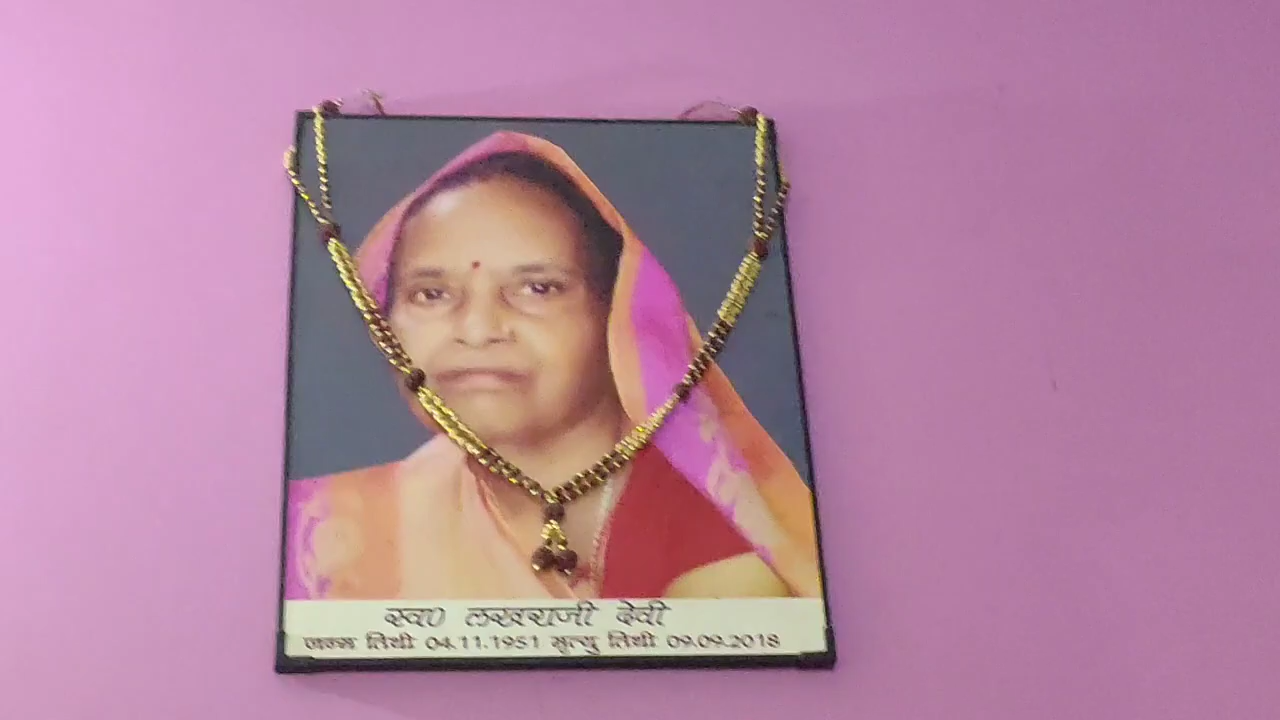 स्व0 लखराजी देवी
जन्म तिथी 04.11.1951 मृत्यु तिथी 09.09.2018